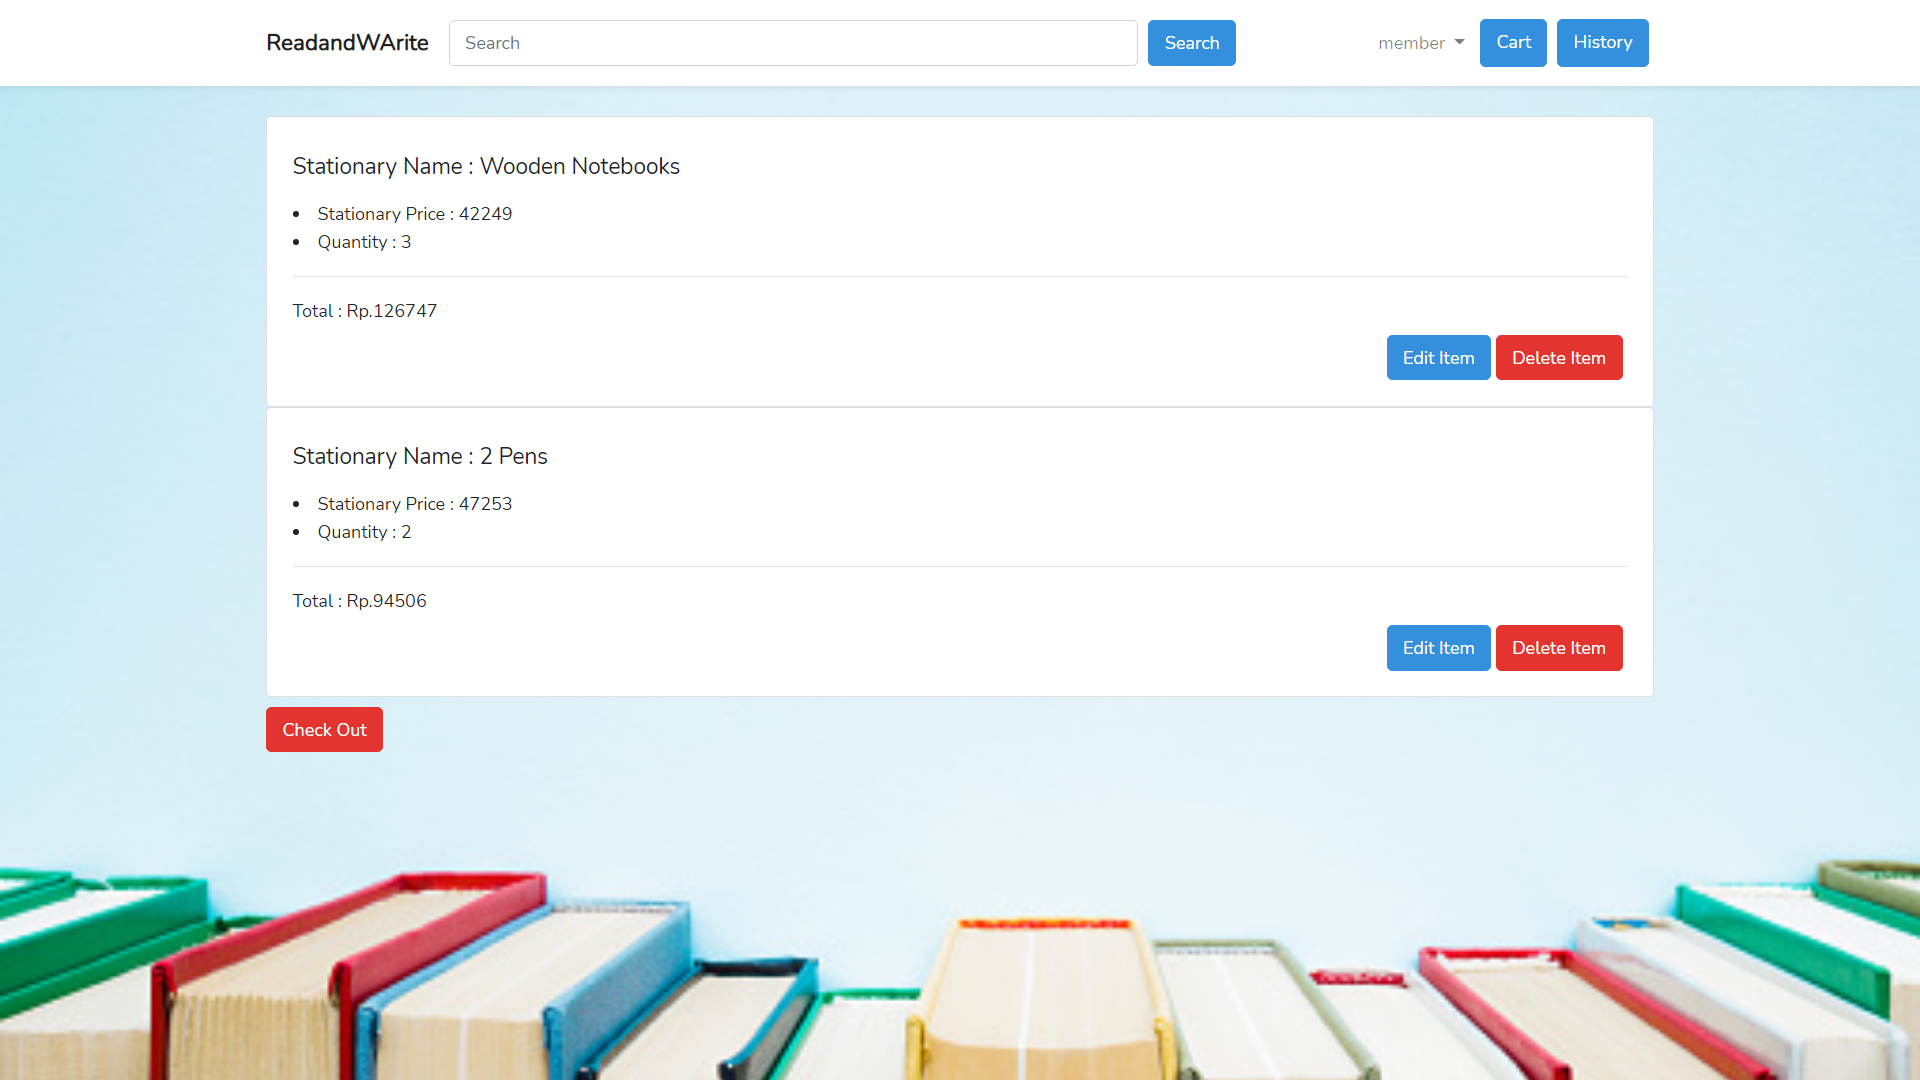 ReadandWArite
Search
Search
member
Cart
History
Stationary Name : Wooden Notebooks
Stationary Price : 42249
Quantity : 3
Total : Rp.126747
Edit Item
Delete Item
Stationary Name : 2 Pens
Stationary Price : 47253
Quantity : 2
Total : Rp.94506
Edit Item
Delete Item
Check Out